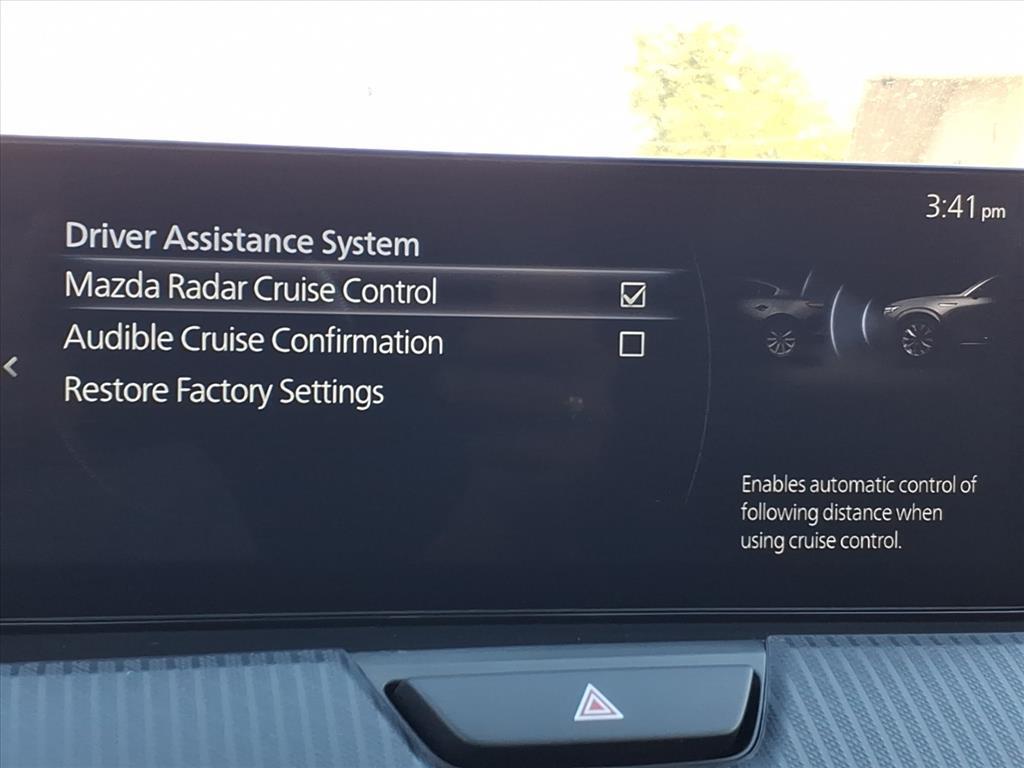 3:41 pm
Driver Assistance System
Mazda Radar Cruise Control
Audible Cruise Confirmation
Restore Factory Settings
Enables automatic control of
following distance when
using cruise control.